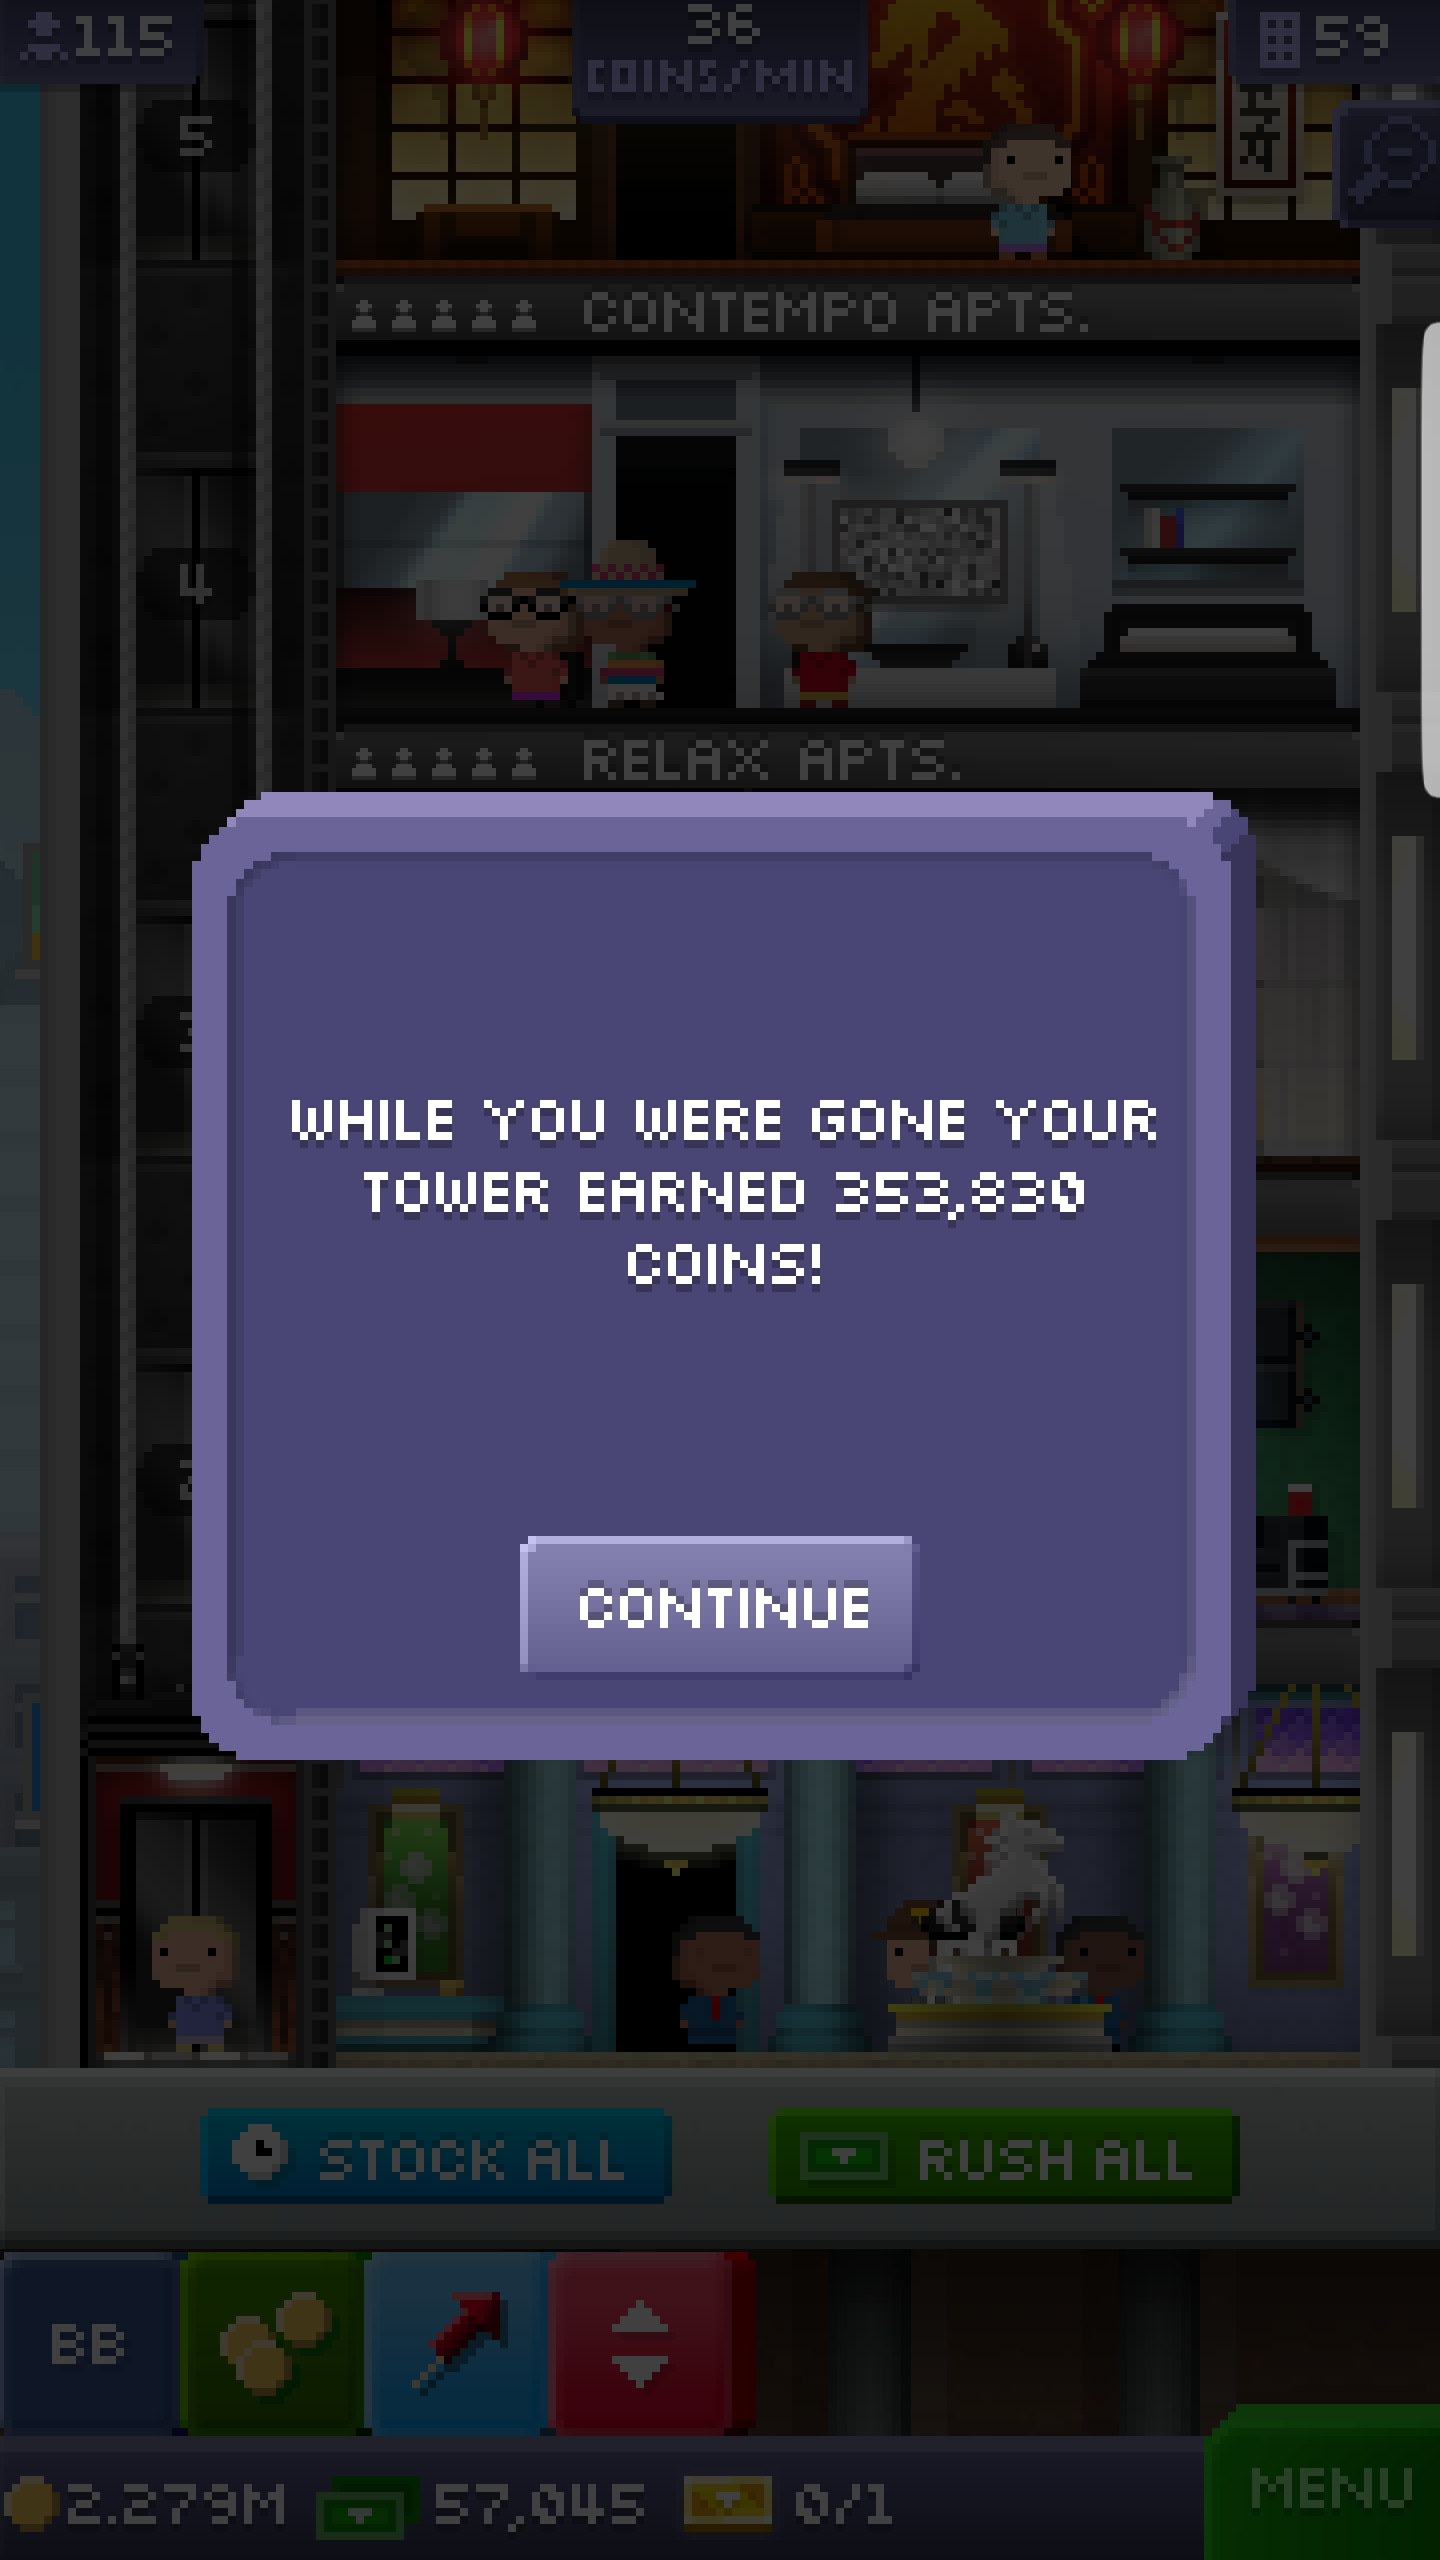 115
36
COINS/MIN
59
5
CONTEMPO APTS.
4
RELAX APTS.
WHILE YOU WERE GONE YOUR
TOWER EARNED 353,830
COINS!
CONTINUE
STOCK ALL
RUSH ALL
BB
2.279M
57,045
0/1
MENU